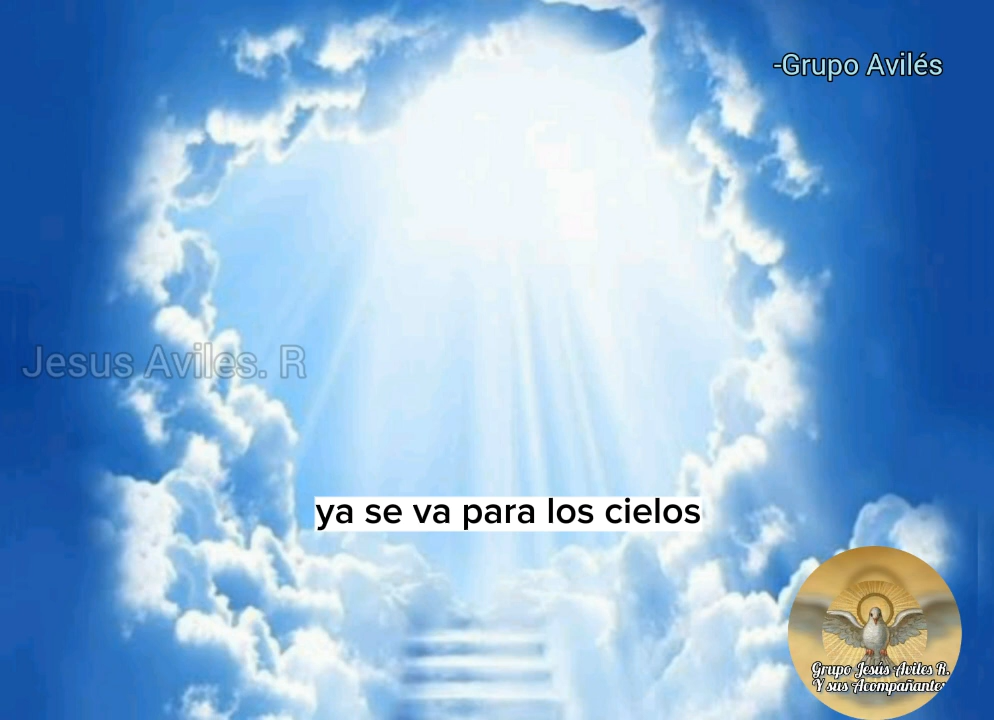 -Grupo Avilés
Jesus Aviles. R
ya se va para los cielos
Grupo Jesús Aviles R.
Y sus Acompañantes